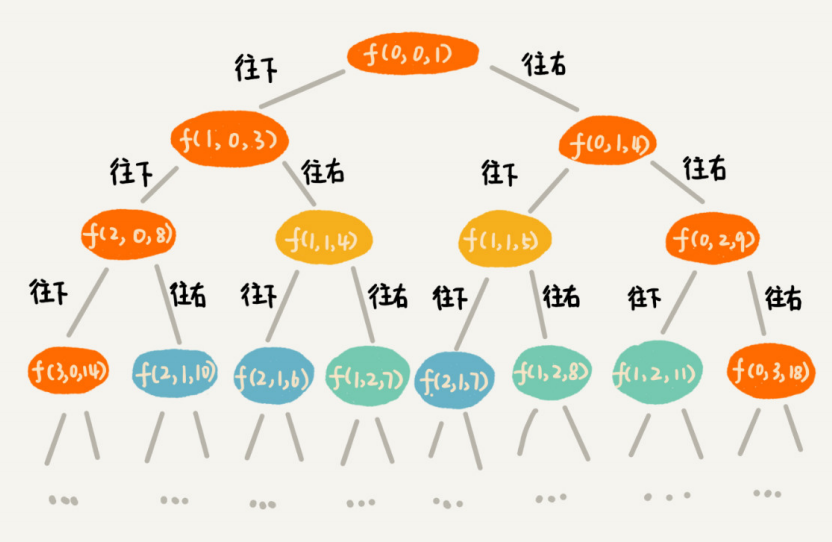 f(0,0,1)
往下
往右
f(1,0,3)
f(0,1,4)
往下
往右
往下
往右
f(2,0,8)
f(1,1,4)
f(1,1,5)
f(0,2,9)
往下
往右
往下
往右
往下
往右
往下
往右
f(3,0,14)
f(2,1,10)
f(2,1,6)
f(1,2,7)
f(2,1,7)
f(1,2,8)
f(1,2,11)
f(0,3,18)
...
...
...
...
...
...
...
...